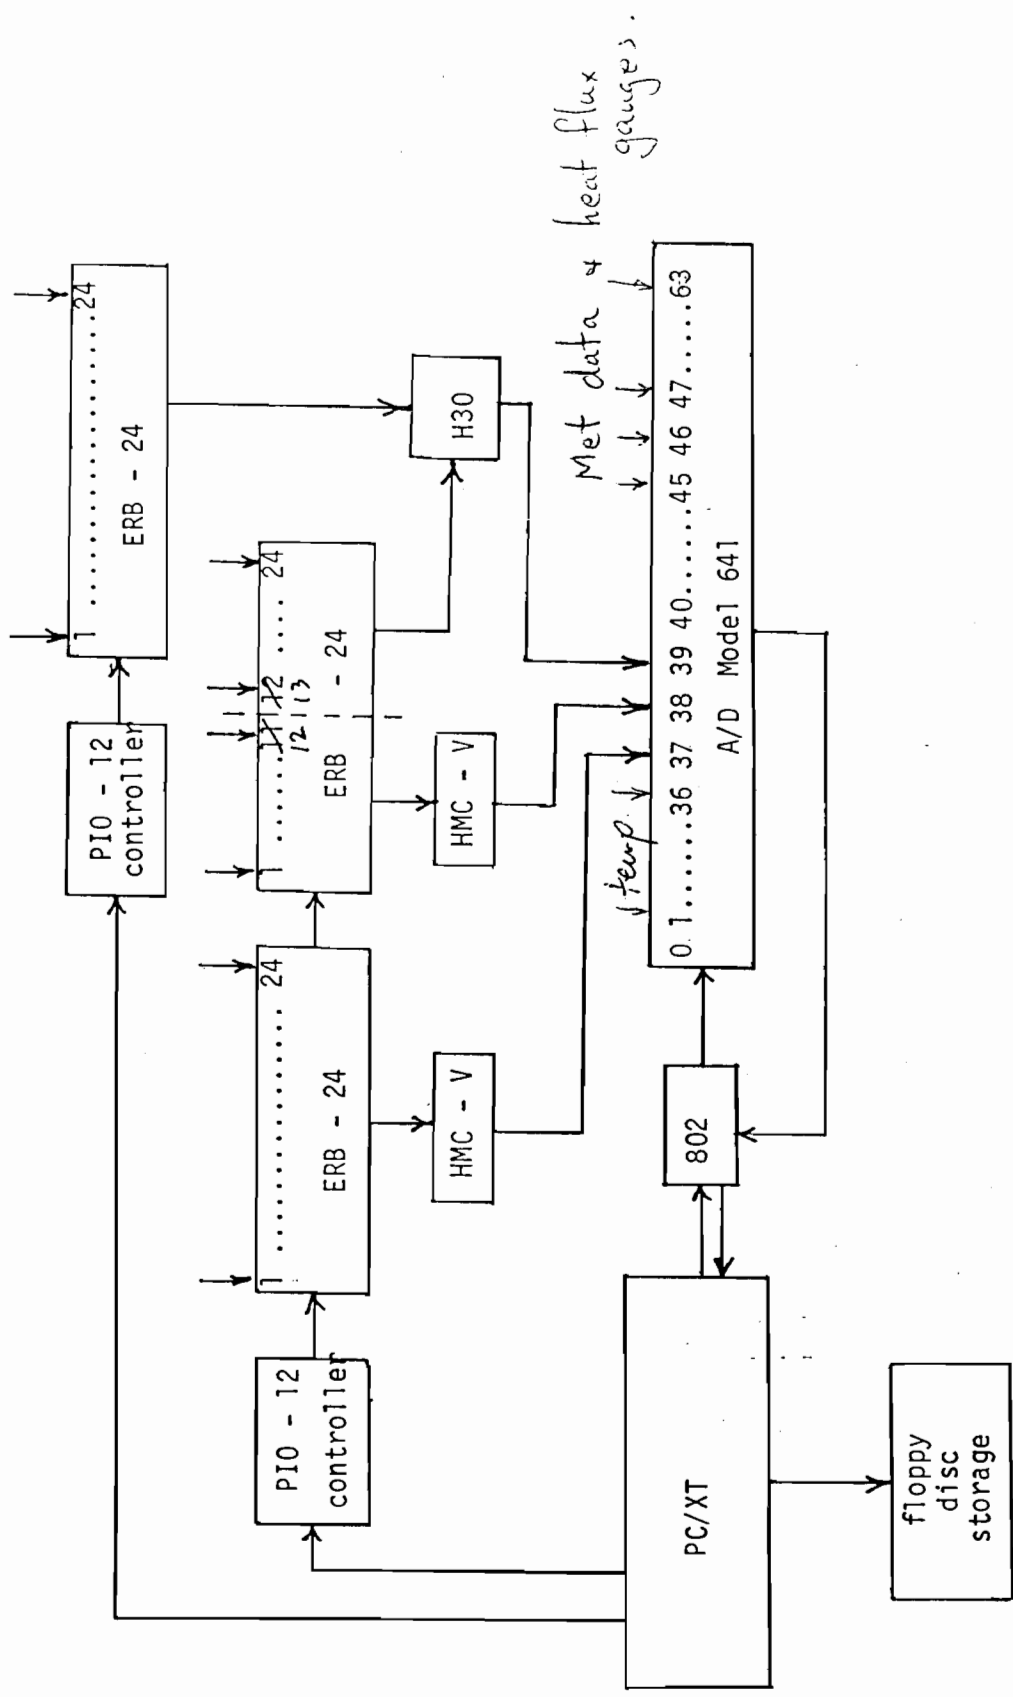 1 .................... 24
ERB - 24
PIO - 12
controller
H30
1 ......11 12 .... 24
12 13
ERB - 24
1 .................. 24
ERB - 24
PIO - 12
controller
HMC - V
HMC - V
Met data & heat flux
gauges.
temp.
0 1.......36 37 38 39 40.......45 46 47......63
A/D Model 641
802
PC/XT
floppy
disc
storage